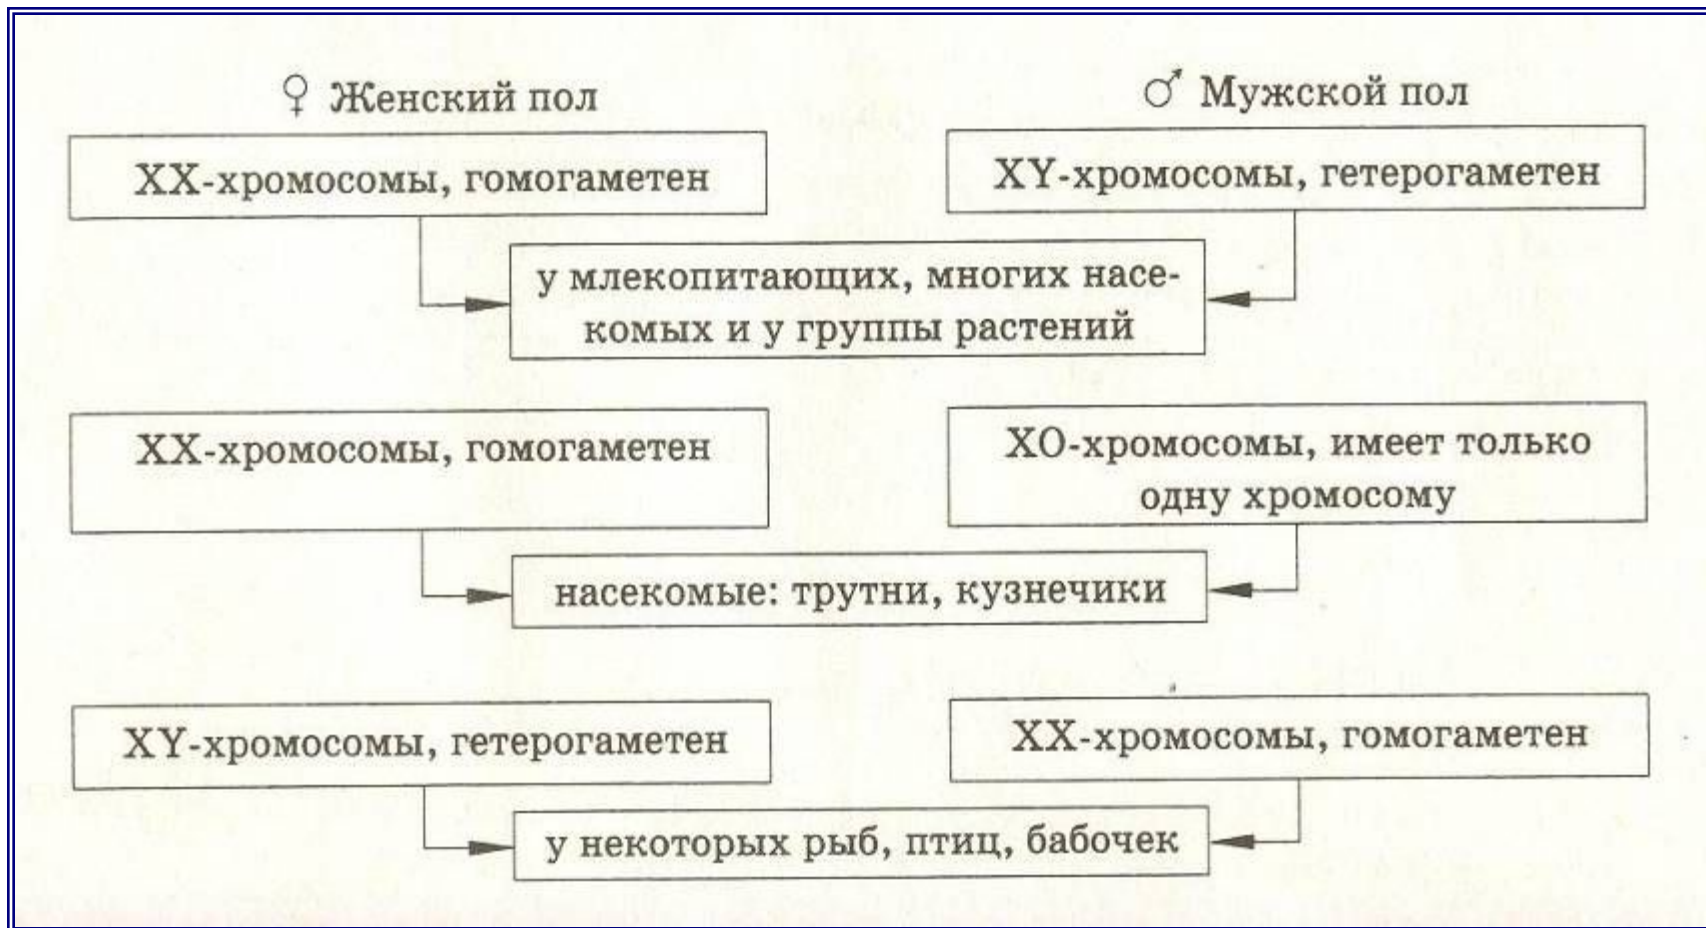 ♀ Женский пол
♂ Мужской пол
XX-хромосомы, гомогаметен
XY-хромосомы, гетерогаметен
у млекопитающих, многих насе-
комых и у группы растений
XX-хромосомы, гомогаметен
XO-хромосомы, имеет только
одну хромосому
насекомые: трутни, кузнечики
XY-хромосомы, гетерогаметен
XX-хромосомы, гомогаметен
у некоторых рыб, птиц, бабочек